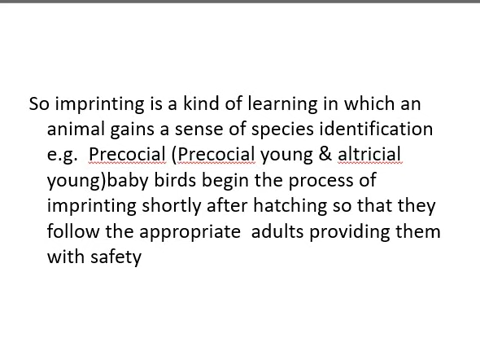 So imprinting is a kind of learning in which an
animal gains a sense of species identification
e.g.  Precocial (Precocial young & altricial
young)baby birds begin the process of
imprinting shortly after hatching so that they
follow the appropriate  adults providing them
with safety